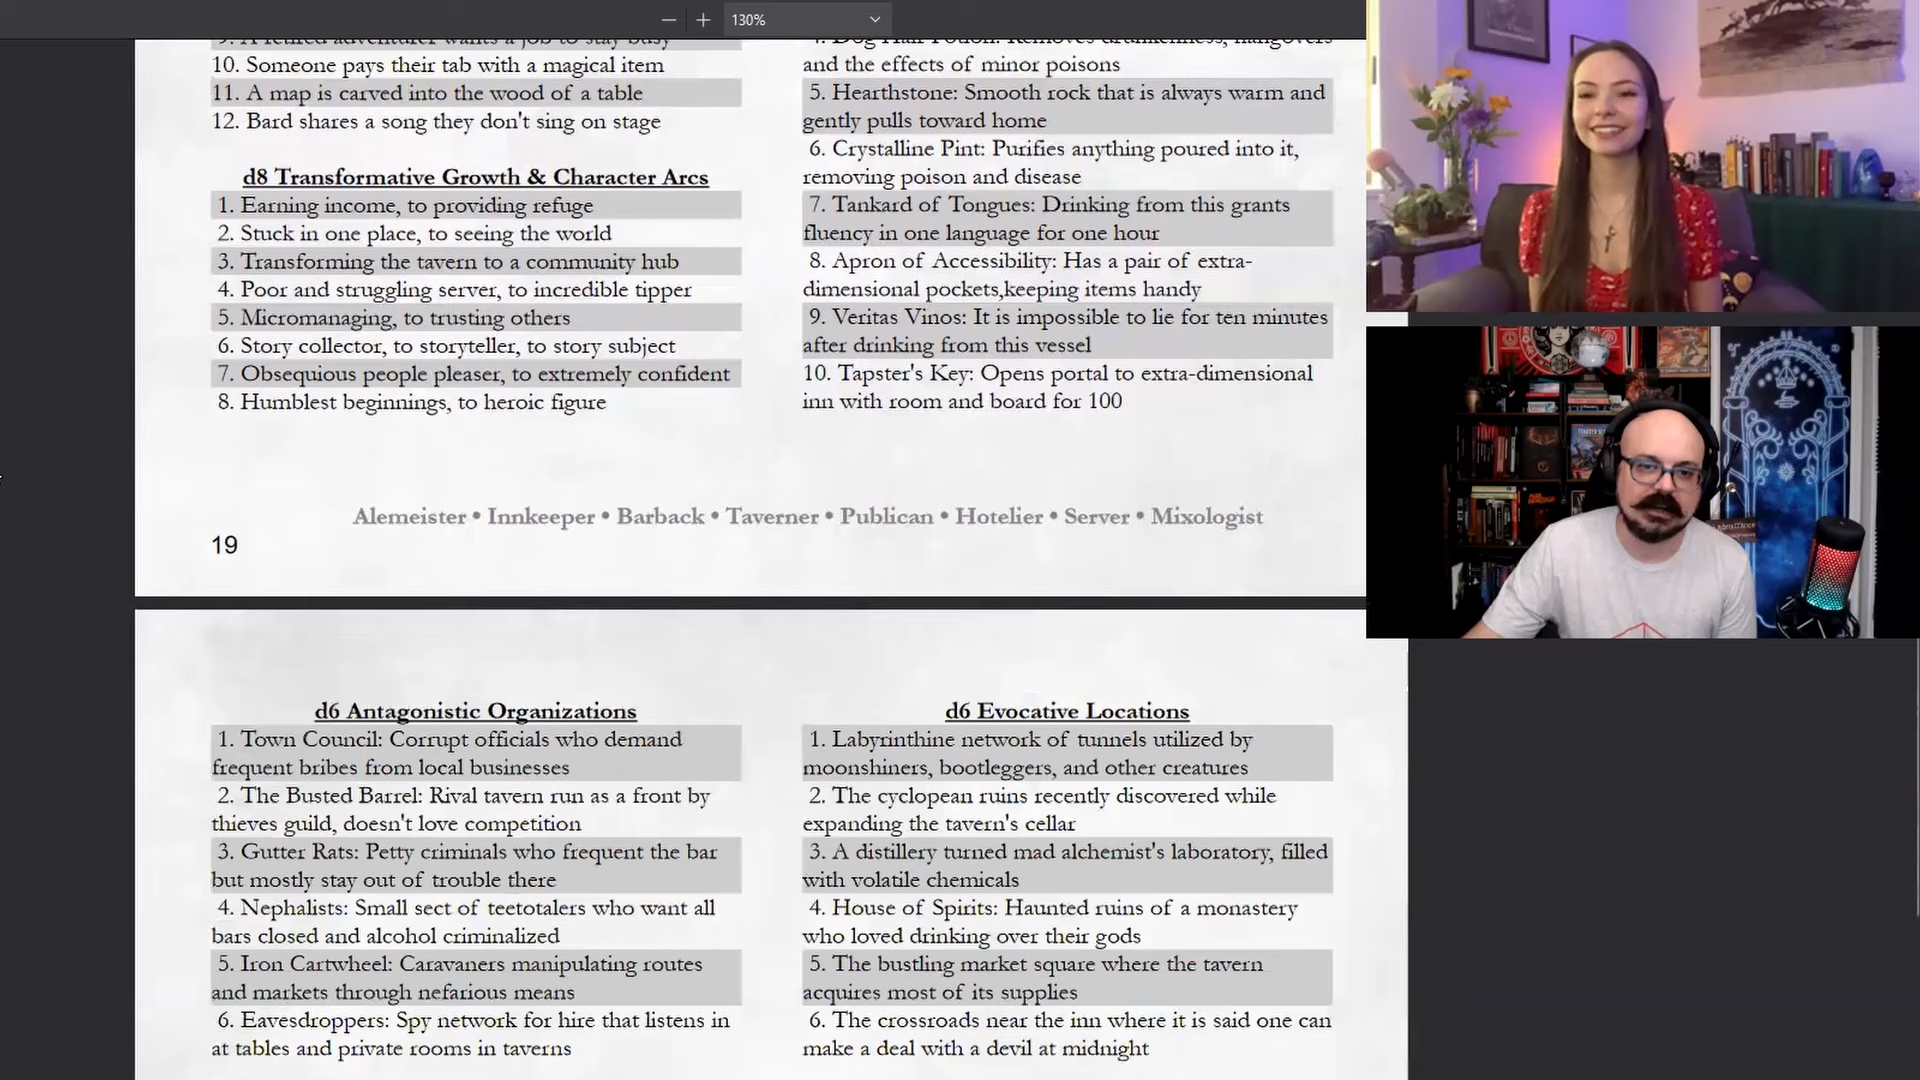 130%
9. A retired adventurer wants a job to stay busy
10. Someone pays their tab with a magical item
11. A map is carved into the wood of a table
12. Bard shares a song they don't sing on stage
d8 Transformative Growth & Character Arcs
1. Earning income, to providing refuge
2. Stuck in one place, to seeing the world
3. Transforming the tavern to a community hub
4. Poor and struggling server, to incredible tipper
5. Micromanaging, to trusting others
6. Story collector, to storyteller, to story subject
7. Obsequious people pleaser, to extremely confident
8. Humblest beginnings, to heroic figure
4. Dog Hair Potion: Removes drunkenness, hangovers
and the effects of minor poisons
5. Hearthstone: Smooth rock that is always warm and
gently pulls toward home
6. Crystalline Pint: Purifies anything poured into it,
removing poison and disease
7. Tankard of Tongues: Drinking from this grants
fluency in one language for one hour
8. Apron of Accessibility: Has a pair of extra-
dimensional pockets,keeping items handy
9. Veritas Vinos: It is impossible to lie for ten minutes
after drinking from this vessel
10. Tapster's Key: Opens portal to extra-dimensional
inn with room and board for 100
Alemeister • Innkeeper • Barback • Taverner • Publican • Hotelier • Server • Mixologist
19
d6 Antagonistic Organizations
1. Town Council: Corrupt officials who demand
frequent bribes from local businesses
2. The Busted Barrel: Rival tavern run as a front by
thieves guild, doesn't love competition
3. Gutter Rats: Petty criminals who frequent the bar
but mostly stay out of trouble there
4. Nephalists: Small sect of teetotalers who want all
bars closed and alcohol criminalized
5. Iron Cartwheel: Caravaners manipulating routes
and markets through nefarious means
6. Eavesdroppers: Spy network for hire that listens in
at tables and private rooms in taverns
d6 Evocative Locations
1. Labyrinthine network of tunnels utilized by
moonshiners, bootleggers, and other creatures
2. The cyclopean ruins recently discovered while
expanding the tavern's cellar
3. A distillery turned mad alchemist's laboratory, filled
with volatile chemicals
4. House of Spirits: Haunted ruins of a monastery
who loved drinking over their gods
5. The bustling market square where the tavern
acquires most of its supplies
6. The crossroads near the inn where it is said one can
make a deal with a devil at midnight